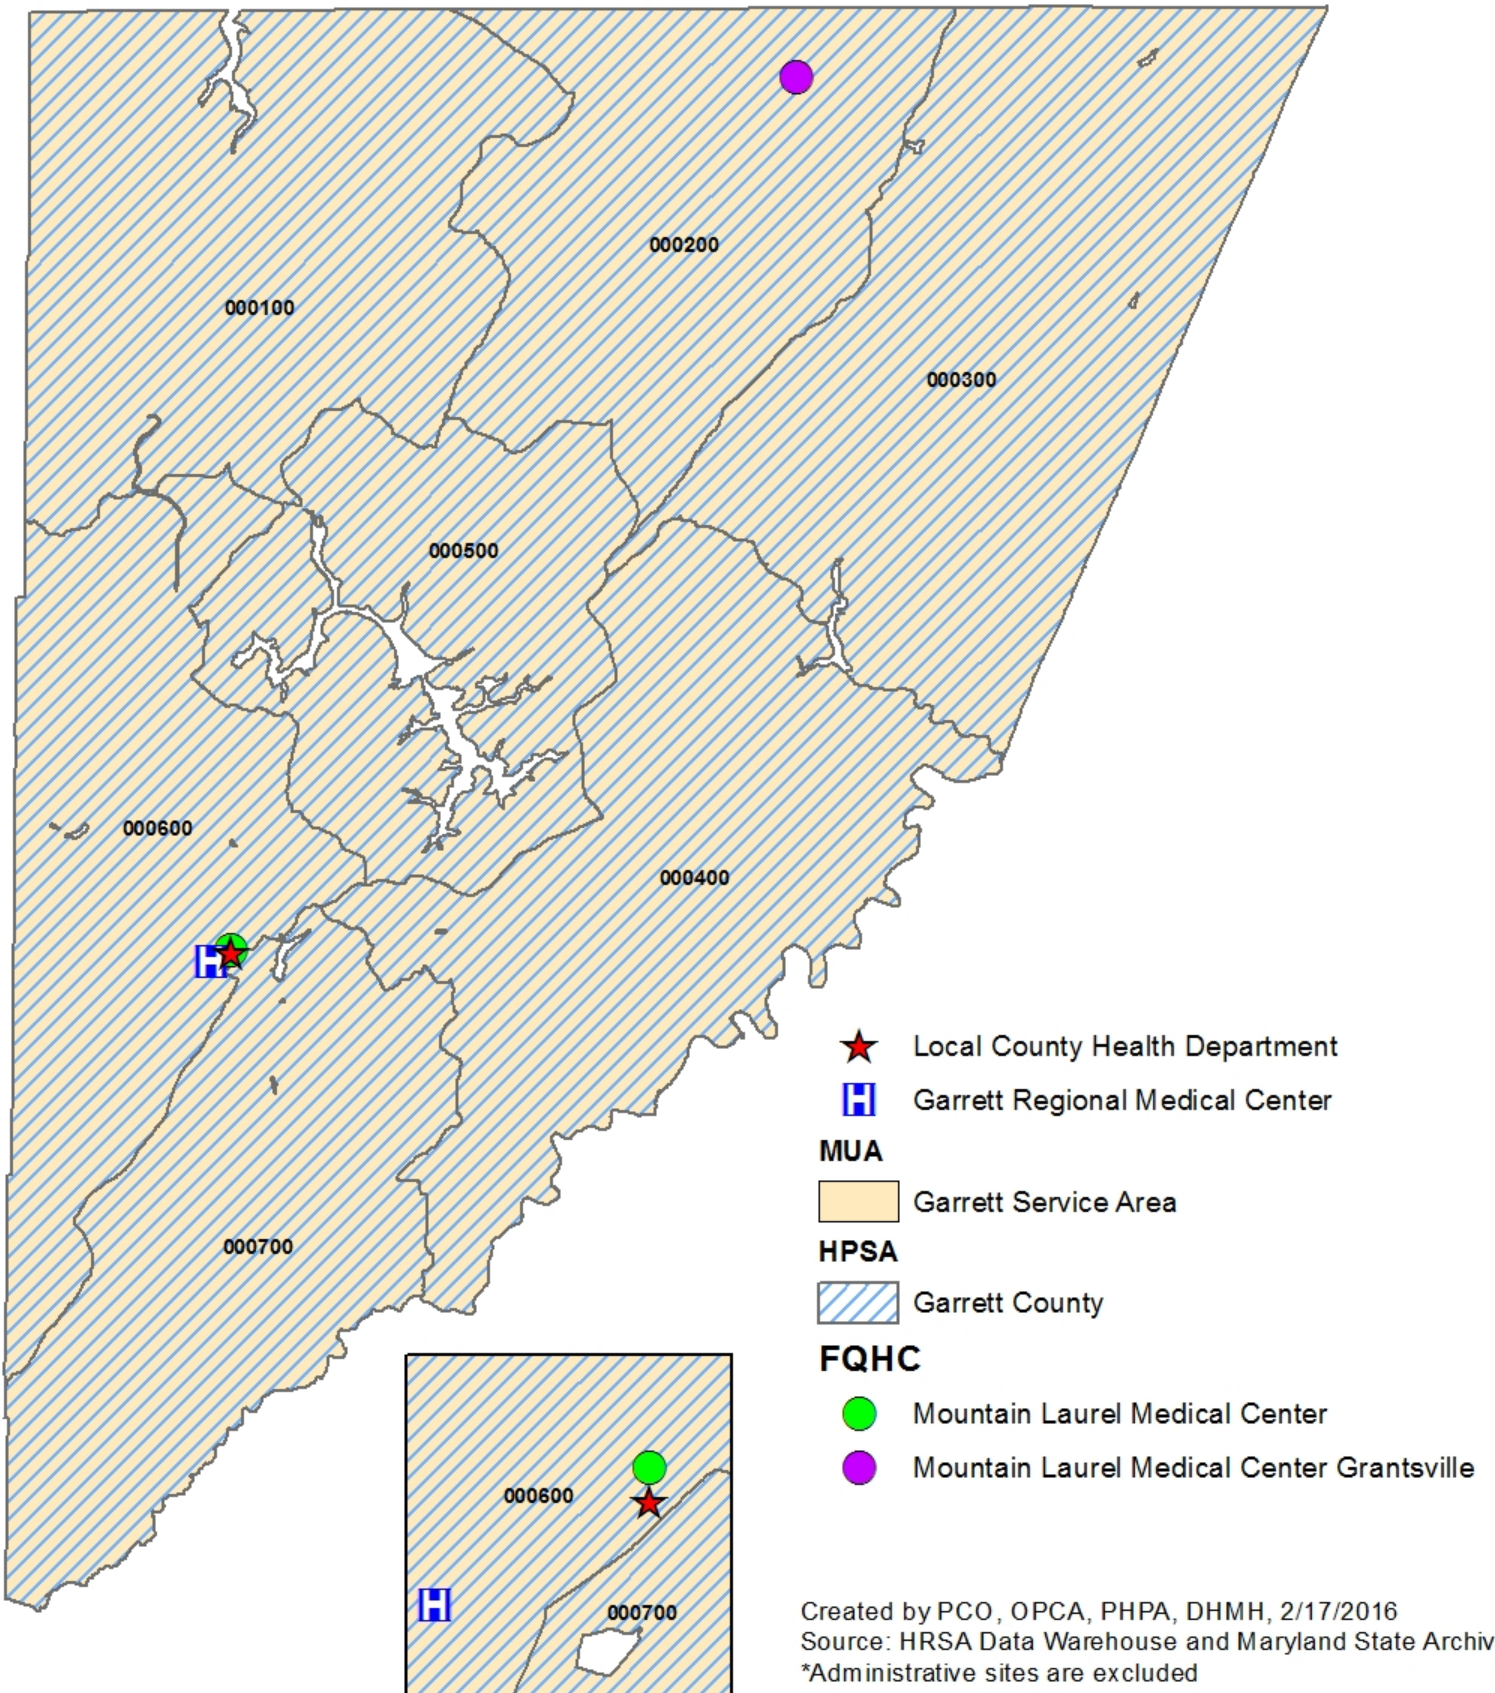 000200
000100
000300
000500
000600
000400
H
Local County Health Department
H Garrett Regional Medical Center
MUA
Garrett Service Area
000700
HPSA
Garrett County
FQHC
Mountain Laurel Medical Center
Mountain Laurel Medical Center Grantsville
000600
H
000700
Created by PCO, OPCA, PHPA, DHMH, 2/17/2016
Source: HRSA Data Warehouse and Maryland State Archiv
*Administrative sites are excluded